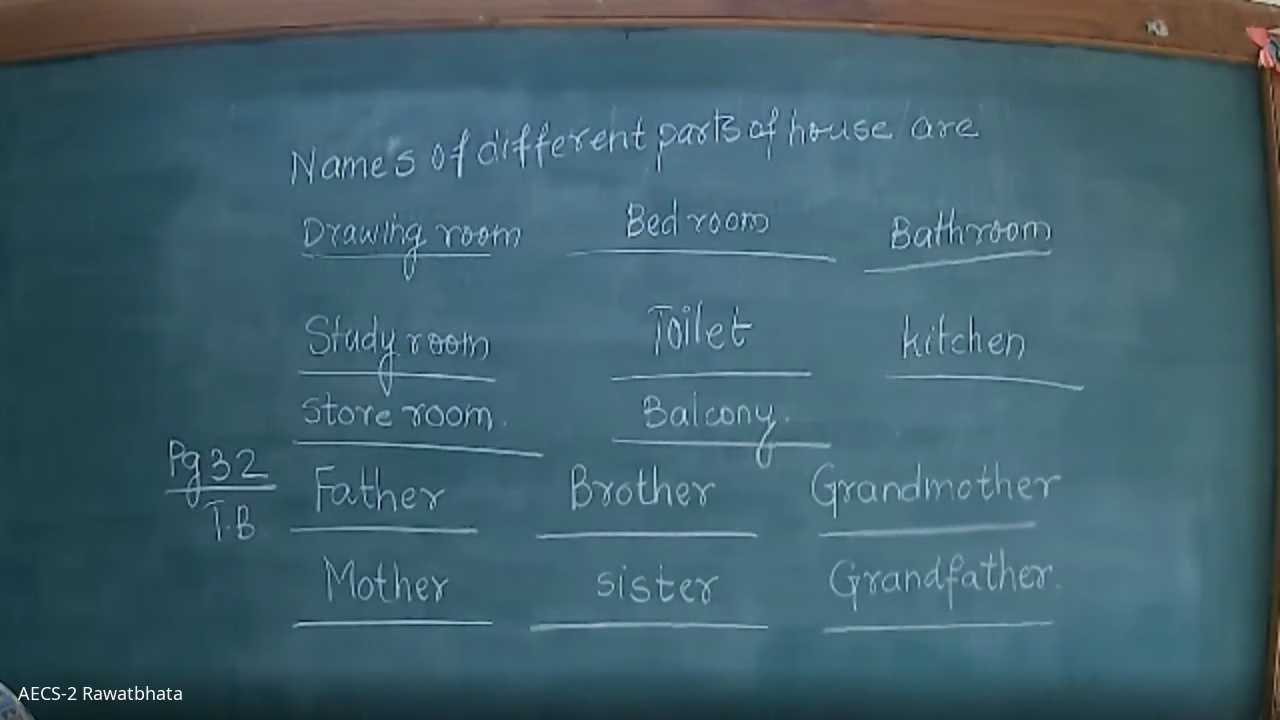 Name's of different parts of house are
Drawing room Bed room Bathroom
Study room Toilet kitchen
Store room. Balcony.
Pg 32
T.B
Father Brother Grandmother
Mother sister Grandfather.
AECS-2 Rawatbhata